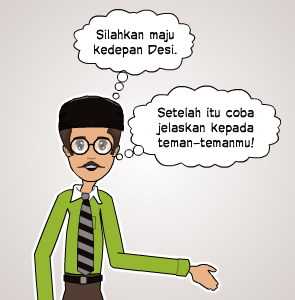 Silahkan maju
kedepan Desi.
Setelah itu coba
jelaskan kepada
teman-temanmu!